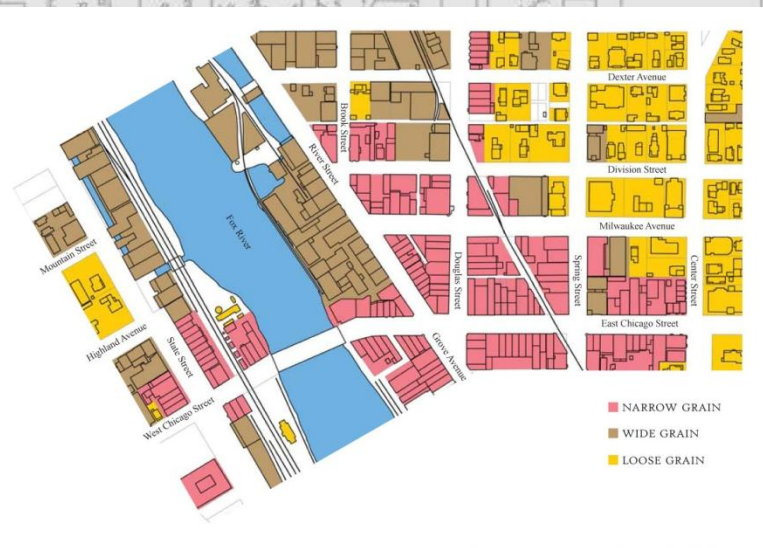 Dexter Avenue
Brook Street
River Street
Division Street
Fox River
Milwaukee Avenue
Mountain Street
Douglas Street
Spring Street
Center Street
Highland Avenue
East Chicago Street
State Street
Grove Avenue
West Chicago Street
NARROW GRAIN
WIDE GRAIN
LOOSE GRAIN